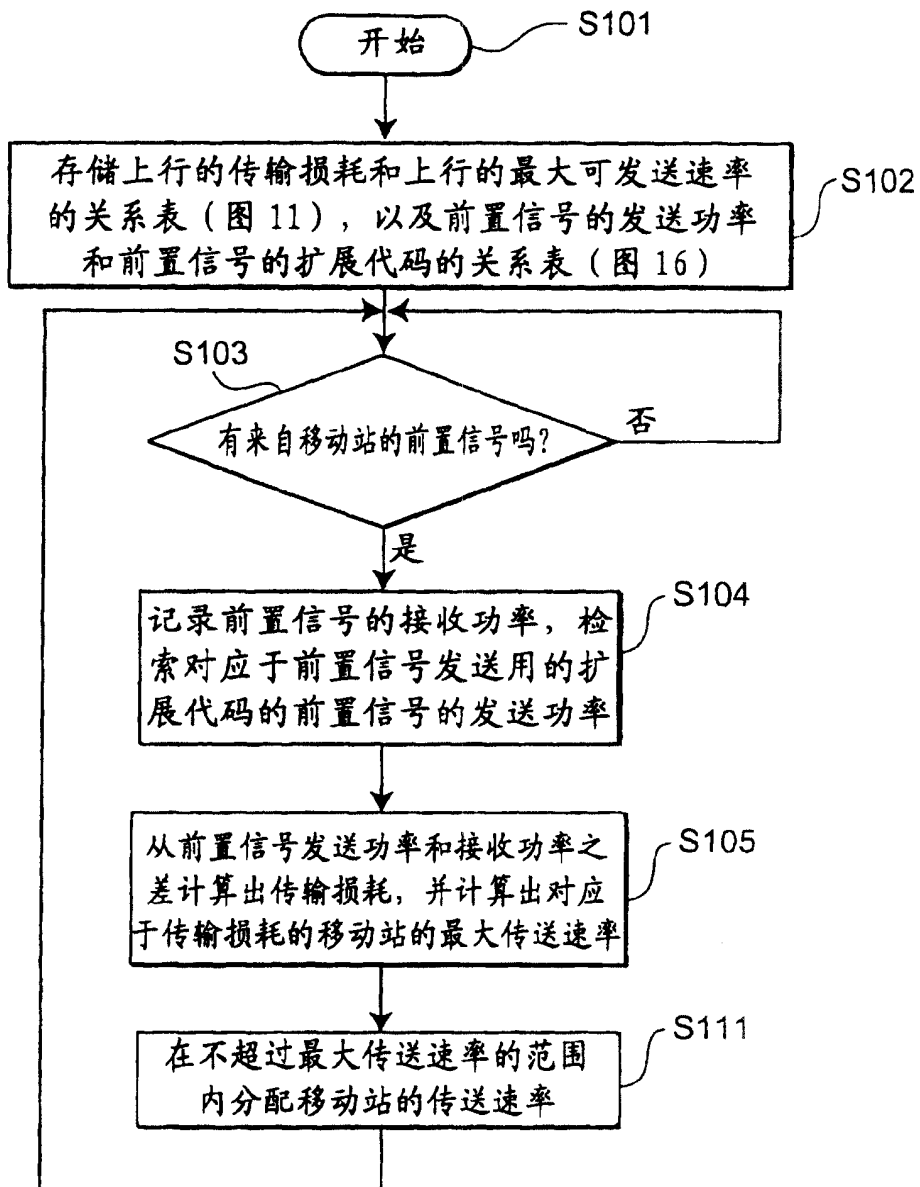 开始
S101
存储上行的传输损耗和上行的最大可发送速率
的关系表（图 11），以及前置信号的发送功率
和前置信号的扩展代码的关系表（图 16）
S102
S103
有来自移动站的前置信号吗?
否
是
S104
记录前置信号的接收功率，检
索对应于前置信号发送用的扩
展代码的前置信号的发送功率
S105
从前置信号发送功率和接收功率之
差计算出传输损耗，并计算出对应
于传输损耗的移动站的最大传送速率
S111
在不超过最大传送速率的范围
内分配移动站的传送速率